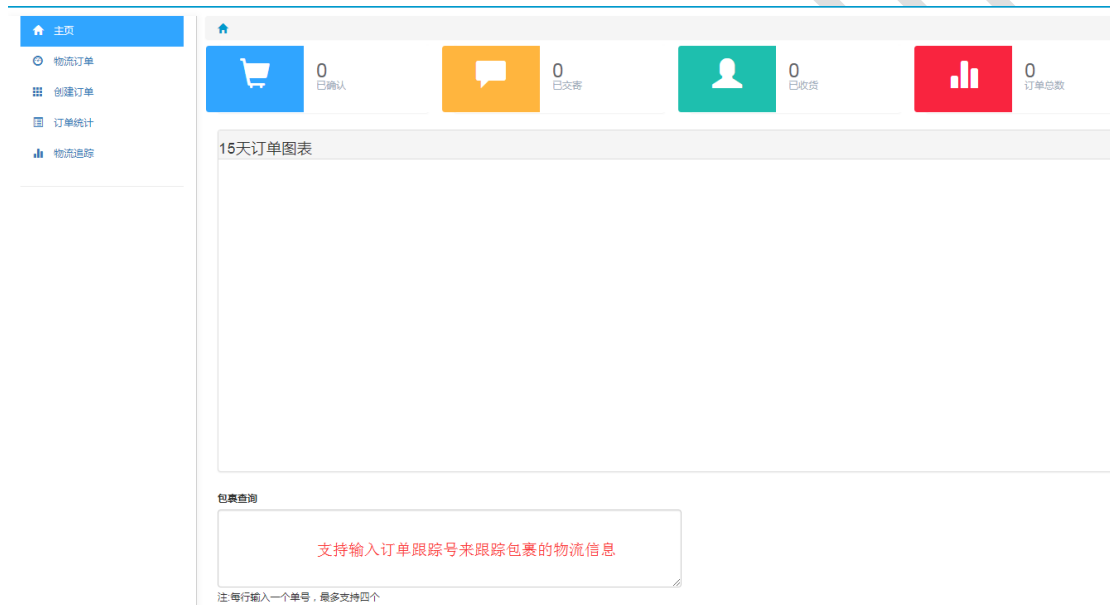 主页
物流订单
创建订单
订单统计
物流追踪
0
已确认
0
已交客
0
已收货
0
订单总数
15天订单图表
包裹查询
支持输入订单跟踪号来跟踪包裹的物流信息
注:每行输入一个单号，最多支持四个